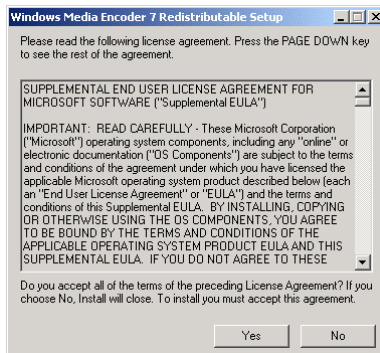 Windows Media Encoder 7 Redistributable Setup
Please read the following license agreement. Press the PAGE DOWN key
to see the rest of the agreement.
SUPPLEMENTAL END USER LICENSE AGREEMENT FOR
MICROSOFT SOFTWARE ("Supplemental EULA")
IMPORTANT:  READ CAREFULLY - These Microsoft Corporation
("Microsoft") operating system components, including any "online" or
electronic documentation ("OS Components") are subject to the terms
and conditions of the agreement under which you have licensed the
applicable Microsoft operating system product described below (each
an "End User License Agreement" or "EULA") and the terms and
conditions of this Supplemental EULA.  BY INSTALLING, COPYING
OR OTHERWISE USING THE OS COMPONENTS, YOU AGREE
TO BE BOUND BY THE TERMS AND CONDITIONS OF THE
APPLICABLE OPERATING SYSTEM PRODUCT EULA AND THIS
SUPPLEMENTAL EULA.  IF YOU DO NOT AGREE TO THESE
Do you accept all of the terms of the preceding License Agreement? If you
choose No, Install will close. To install you must accept this agreement.
Yes No